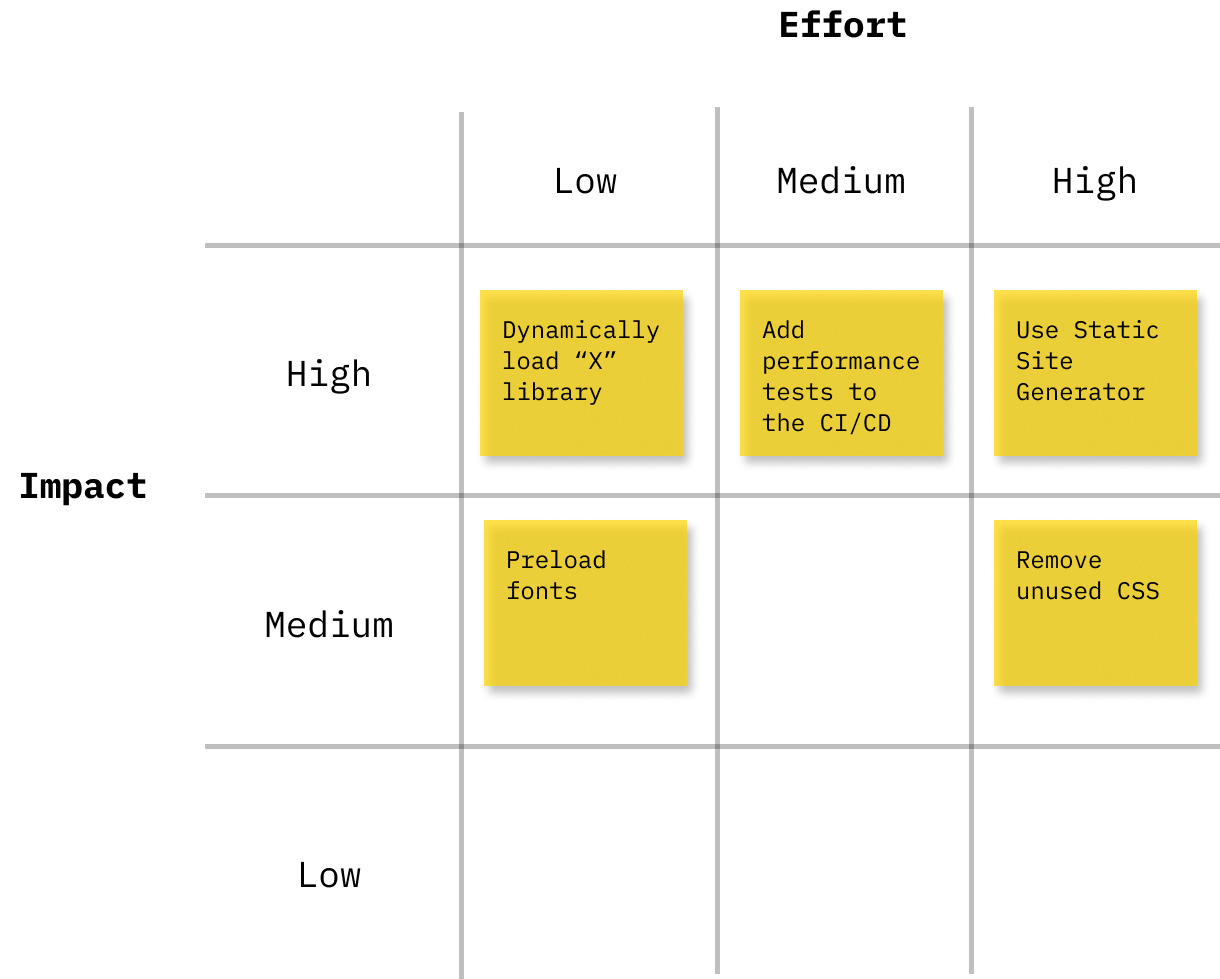 Effort
Low Medium High
High
Dynamically
load “X”
library
Add
performance
tests to
the CI/CD
Use Static
Site
Generator
Impact
Medium
Preload
fonts
Remove
unused CSS
Low